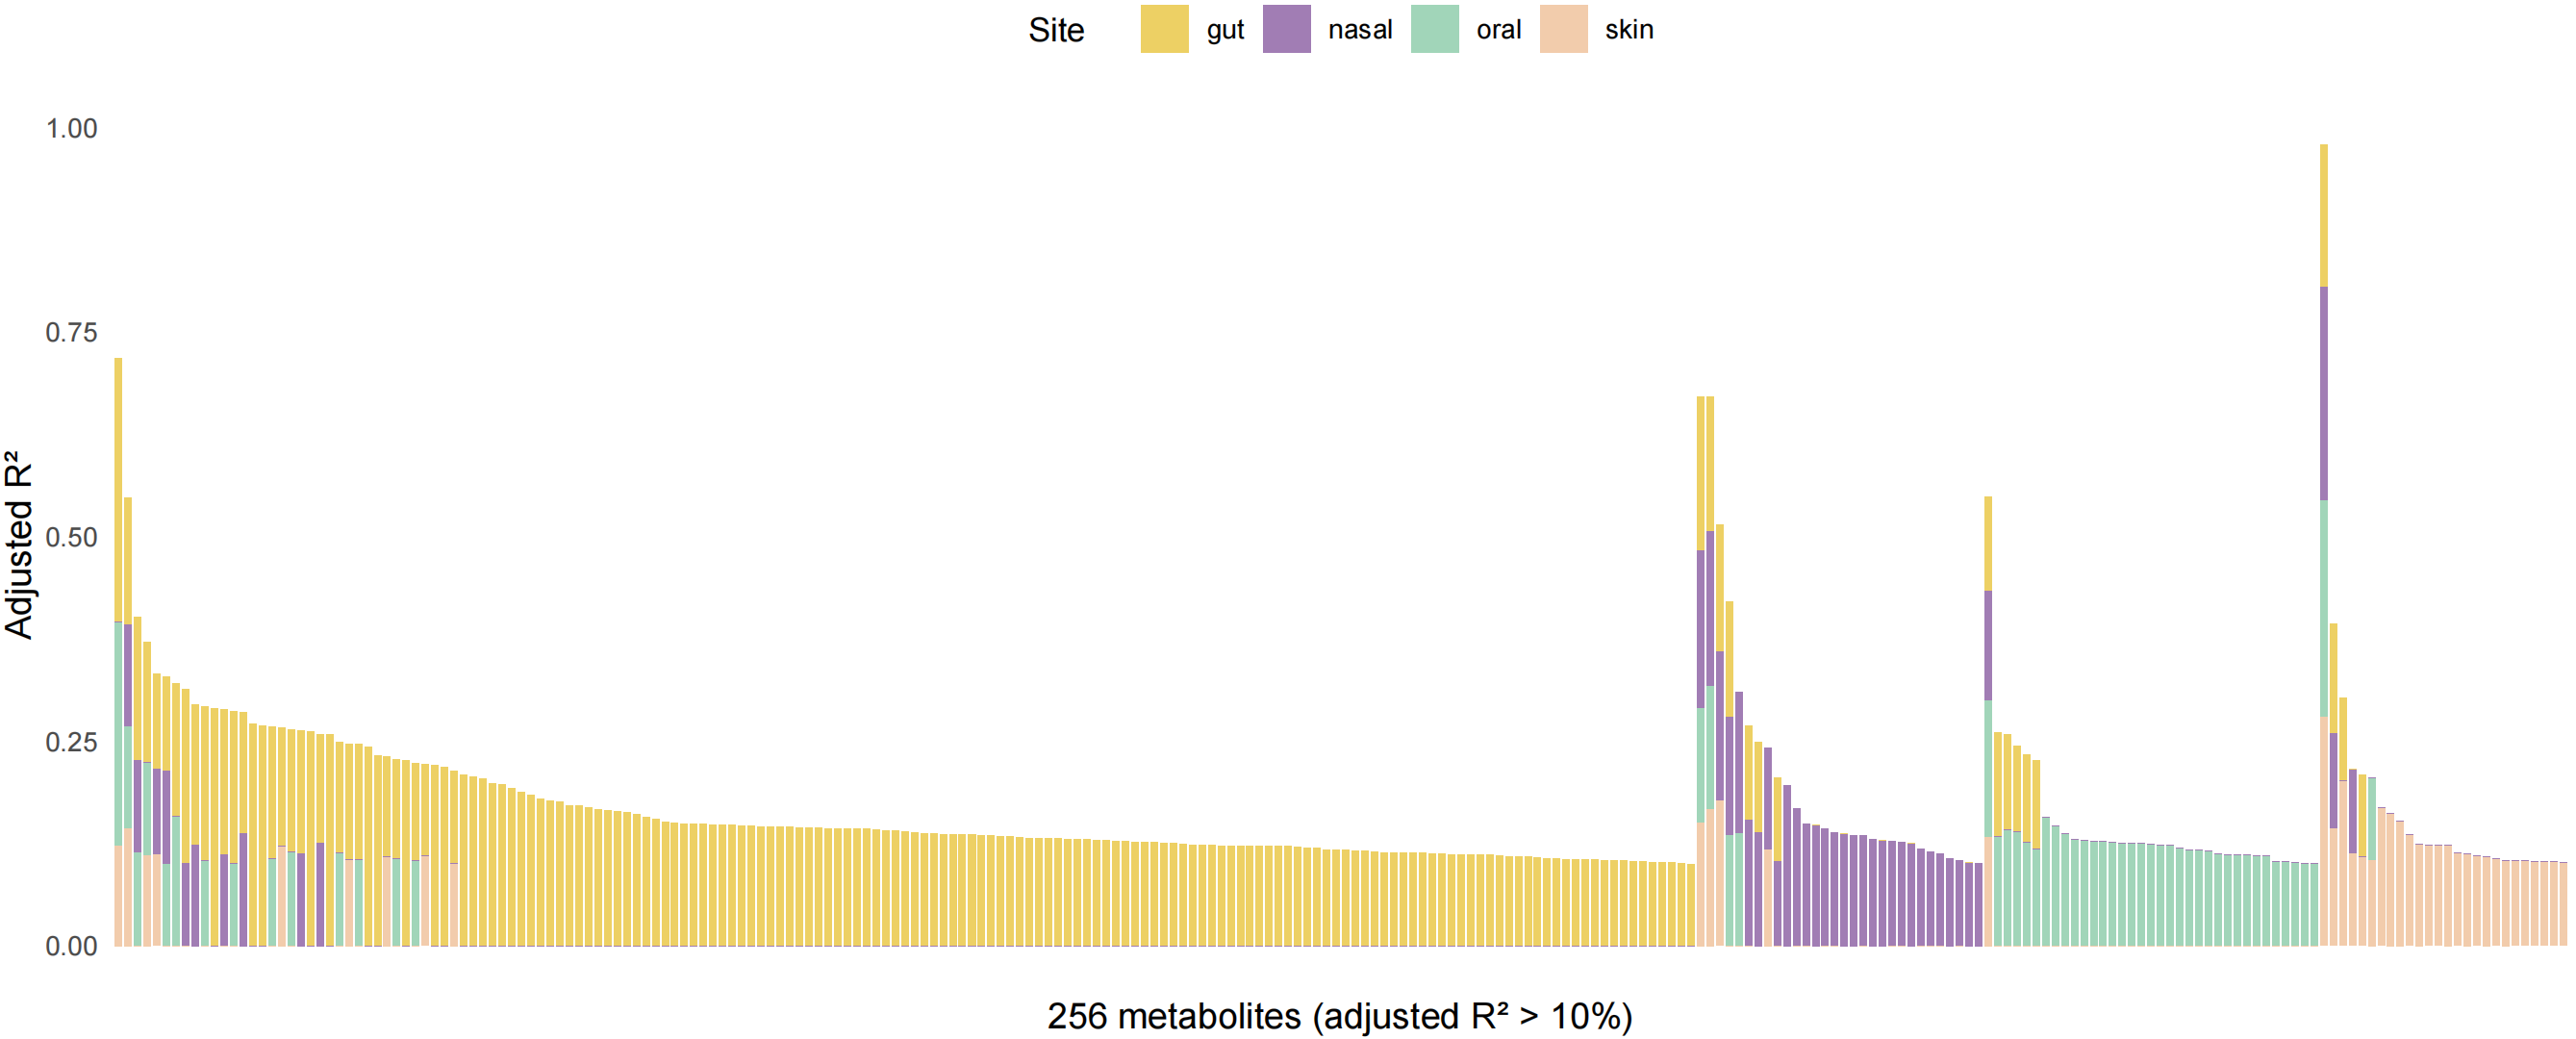 Site gut nasal oral skin
1.00
0.75
0.50
0.25
0.00
Adjusted R²
256 metabolites (adjusted R² > 10%)